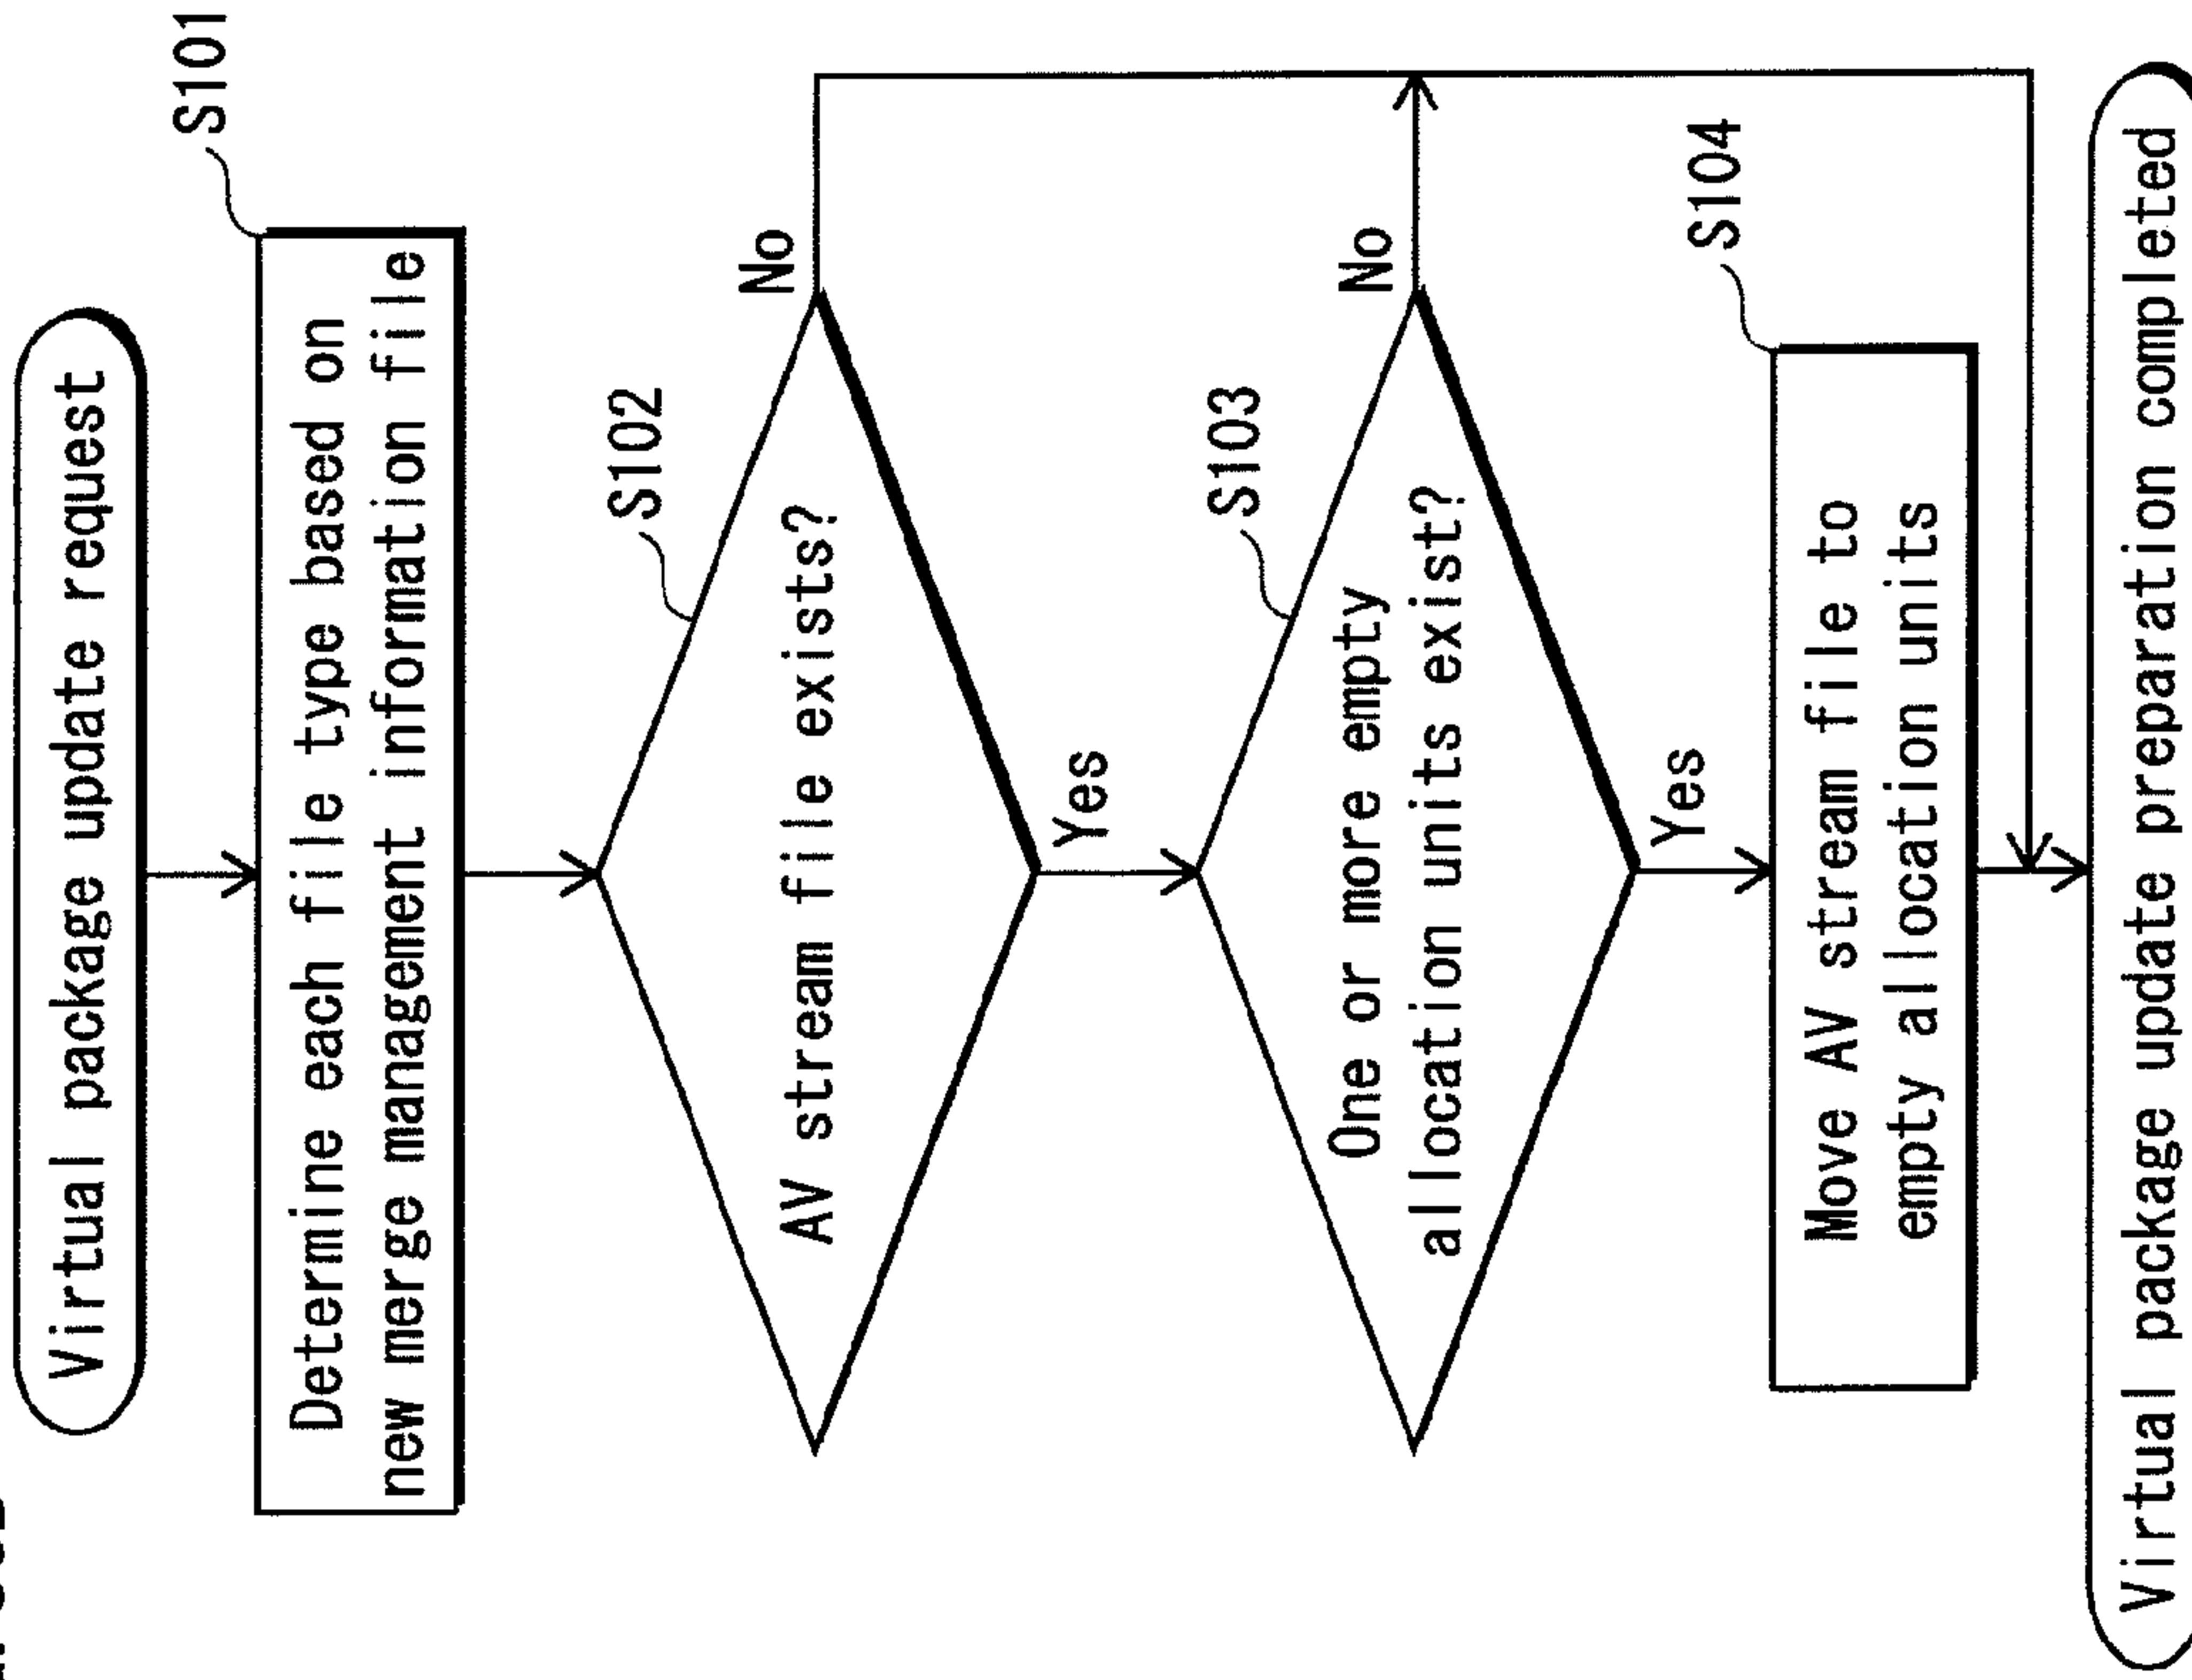 Virtual package update request
S101
Determine each file type based on
new merge management information file
S102
AV stream file exists?
No
Yes
S103
One or more empty
allocation units exist?
No
Yes
S104
Move AV stream file to
empty allocation units
Virtual package update preparation completed